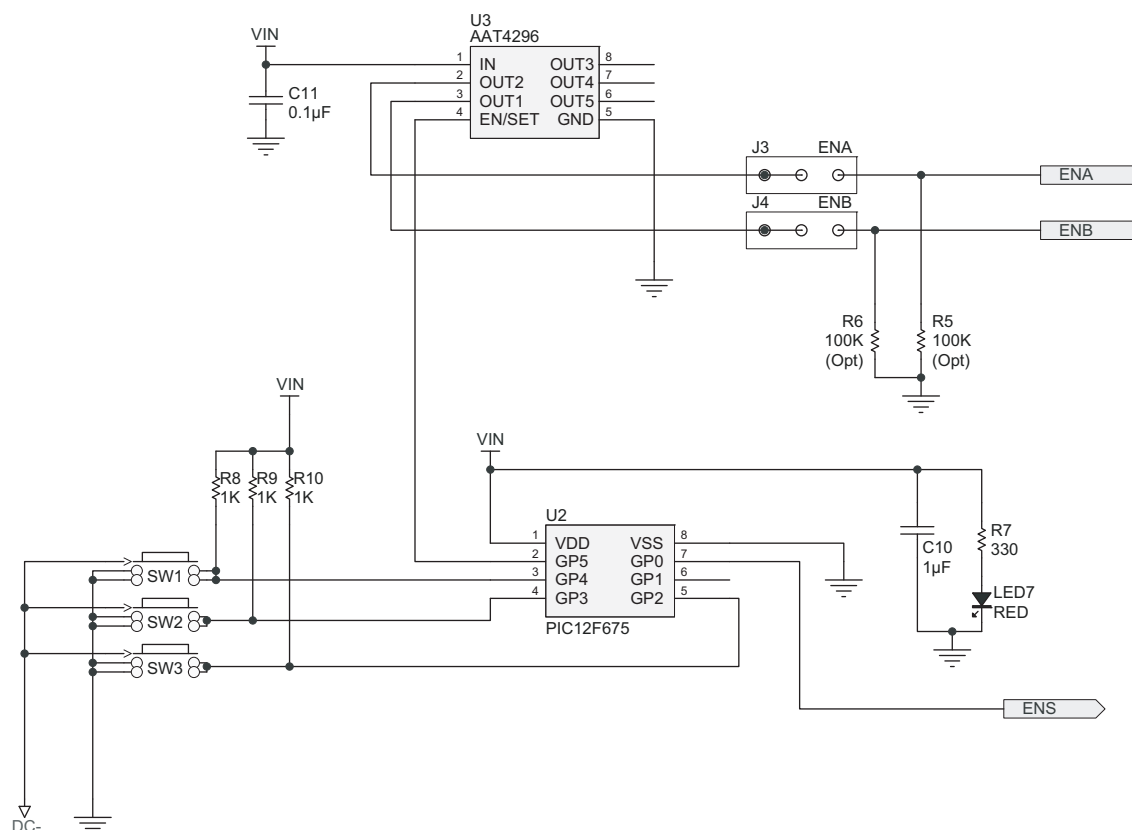 U3
AAT4296
VIN
1 IN OUT3 8
2 OUT2 OUT4 7
3 OUT1 OUT5 6
4 EN/SET GND 5
C11
0.1µF
J3 ENA
ENA
J4 ENB
ENB
R6
100K
(Opt)
R5
100K
(Opt)
VIN
R8
1K
R9
1K
R10
1K
VIN
U2
1 VDD VSS 8
2 GP5 GP0 7
3 GP4 GP1 6
4 GP3 GP2 5
PIC12F675
C10
1µF
R7
330
LED7
RED
SW1
SW2
SW3
ENS
DC-